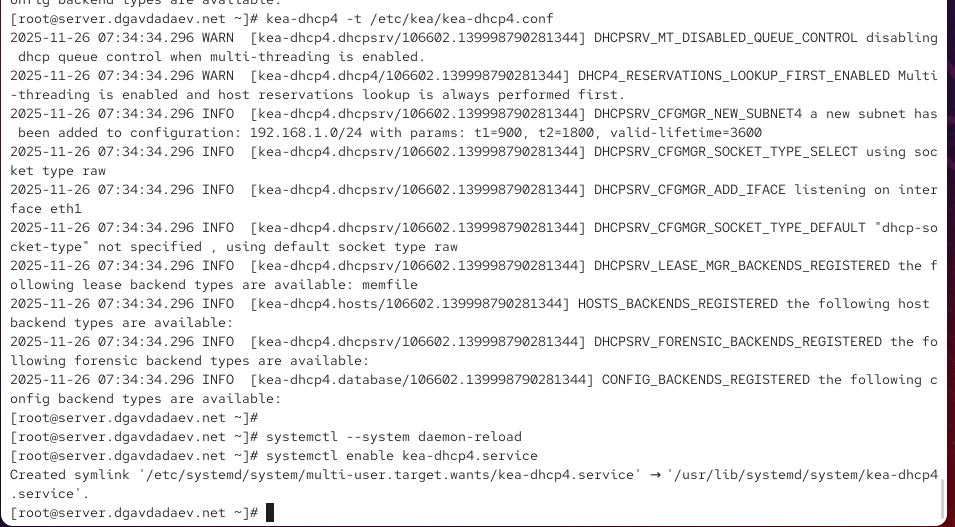 onfig backend types are available:
[root@server.dgavdadaev.net ~]# kea-dhcp4 -t /etc/kea/kea-dhcp4.conf
2025-11-26 07:34:34.296 WARN  [kea-dhcp4.dhcpsrv/106602.139998790281344] DHCPSRV_MT_DISABLED_QUEUE_CONTROL disabling
 dhcp queue control when multi-threading is enabled.
2025-11-26 07:34:34.296 WARN  [kea-dhcp4.dhcp4/106602.139998790281344] DHCP4_RESERVATIONS_LOOKUP_FIRST_ENABLED Multi
-threading is enabled and host reservations lookup is always performed first.
2025-11-26 07:34:34.296 INFO  [kea-dhcp4.dhcpsrv/106602.139998790281344] DHCPSRV_CFGMGR_NEW_SUBNET4 a new subnet has
 been added to configuration: 192.168.1.0/24 with params: t1=900, t2=1800, valid-lifetime=3600
2025-11-26 07:34:34.296 INFO  [kea-dhcp4.dhcpsrv/106602.139998790281344] DHCPSRV_CFGMGR_SOCKET_TYPE_SELECT using soc
ket type raw
2025-11-26 07:34:34.296 INFO  [kea-dhcp4.dhcpsrv/106602.139998790281344] DHCPSRV_CFGMGR_ADD_IFACE listening on inter
face eth1
2025-11-26 07:34:34.296 INFO  [kea-dhcp4.dhcpsrv/106602.139998790281344] DHCPSRV_CFGMGR_SOCKET_TYPE_DEFAULT "dhcp-so
cket-type" not specified , using default socket type raw
2025-11-26 07:34:34.296 INFO  [kea-dhcp4.dhcpsrv/106602.139998790281344] DHCPSRV_LEASE_MGR_BACKENDS_REGISTERED the f
ollowing lease backend types are available: memfile
2025-11-26 07:34:34.296 INFO  [kea-dhcp4.hosts/106602.139998790281344] HOSTS_BACKENDS_REGISTERED the following host
backend types are available:
2025-11-26 07:34:34.296 INFO  [kea-dhcp4.dhcpsrv/106602.139998790281344] DHCPSRV_FORENSIC_BACKENDS_REGISTERED the fo
llowing forensic backend types are available:
2025-11-26 07:34:34.296 INFO  [kea-dhcp4.database/106602.139998790281344] CONFIG_BACKENDS_REGISTERED the following c
onfig backend types are available:
[root@server.dgavdadaev.net ~]#
[root@server.dgavdadaev.net ~]# systemctl --system daemon-reload
[root@server.dgavdadaev.net ~]# systemctl enable kea-dhcp4.service
Created symlink '/etc/systemd/system/multi-user.target.wants/kea-dhcp4.service' → '/usr/lib/systemd/system/kea-dhcp4
.service'.
[root@server.dgavdadaev.net ~]#